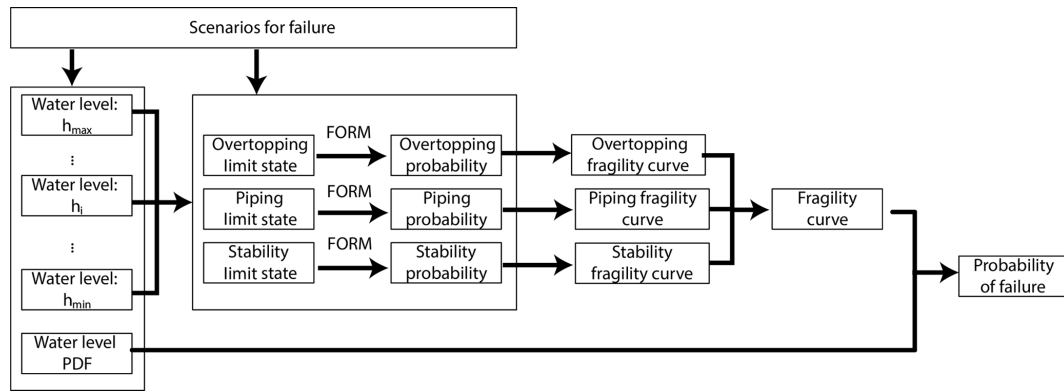 Scenarios for failure
Water level:
hmax
...
Water level:
hi
...
Water level:
hmin
Water level
PDF
Overtopping
limit state
FORM
Overtopping
probability
Overtopping
fragility curve
Piping
limit state
FORM
Piping
probability
Piping fragility
curve
Stability
limit state
FORM
Stability
probability
Stability
fragility curve
Fragility
curve
Probability
of failure